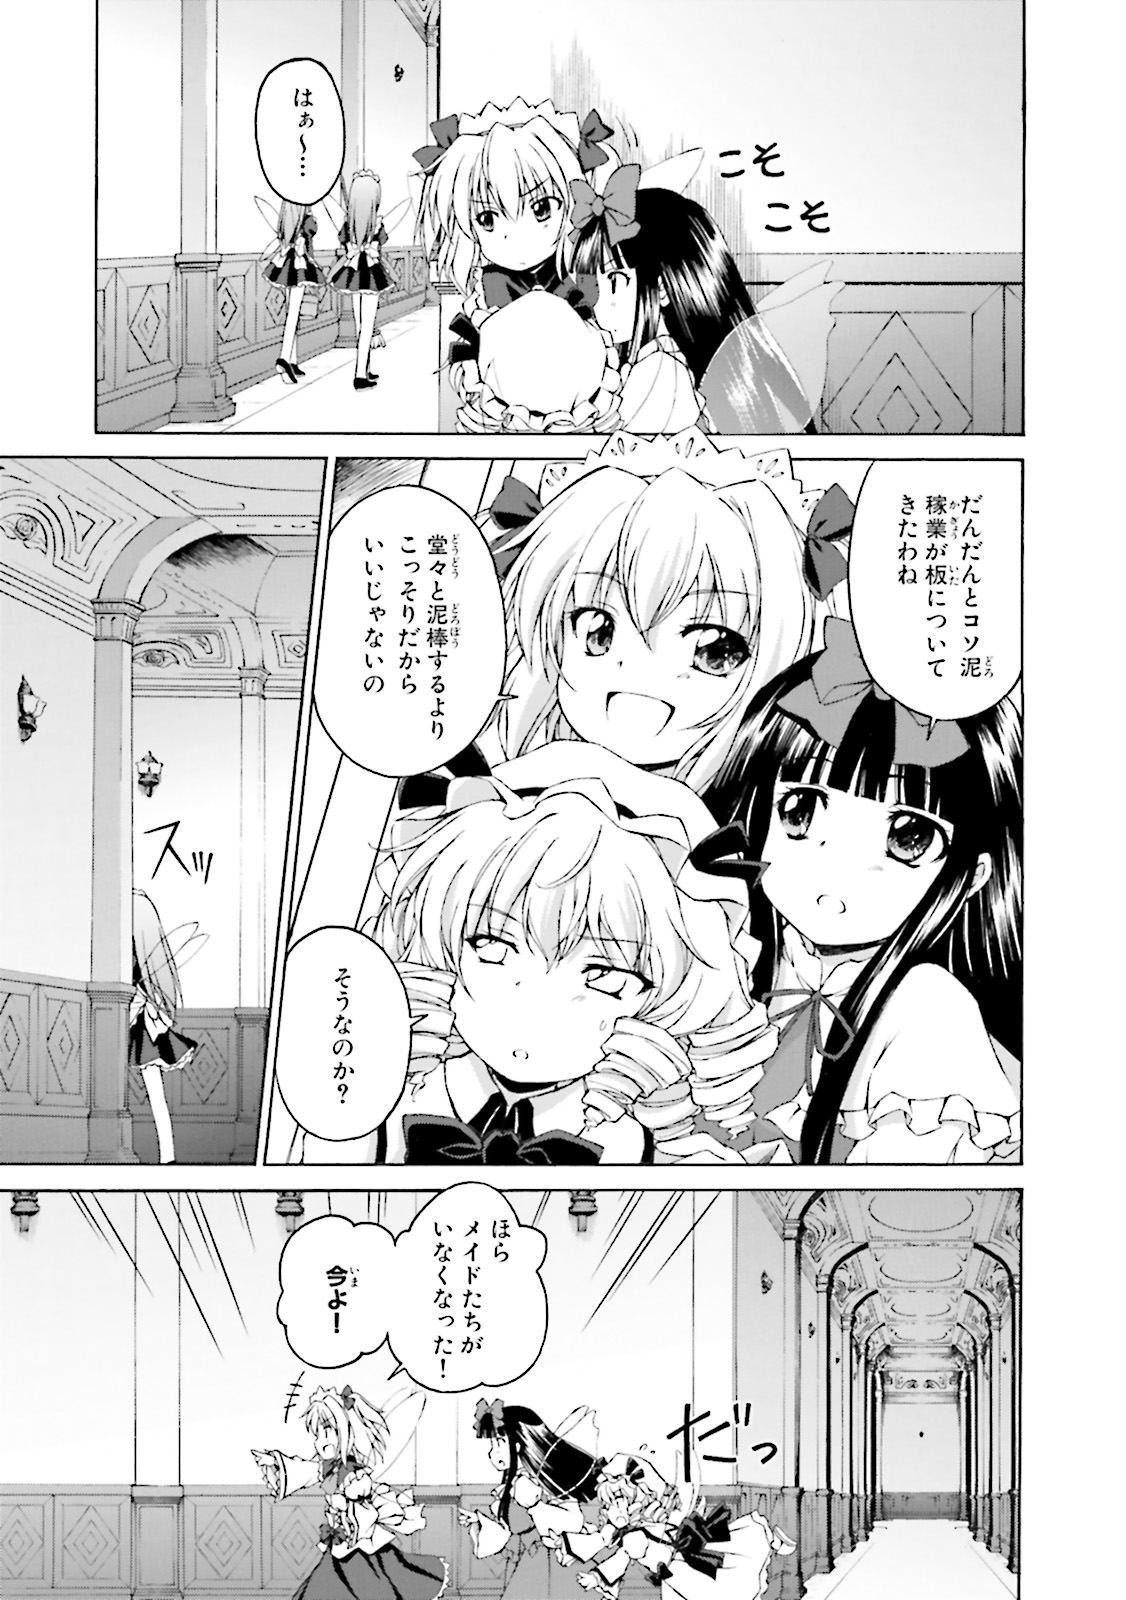 こそ
こそ
はぁ〜…
だんだんとコソ泥
稼業が板について
きたわね
堂々と泥棒するより
こっそりだから
いいじゃないの
そうなのか？
スッ
ほら
メイドたちが
いなくなった！
今よ！
だっ